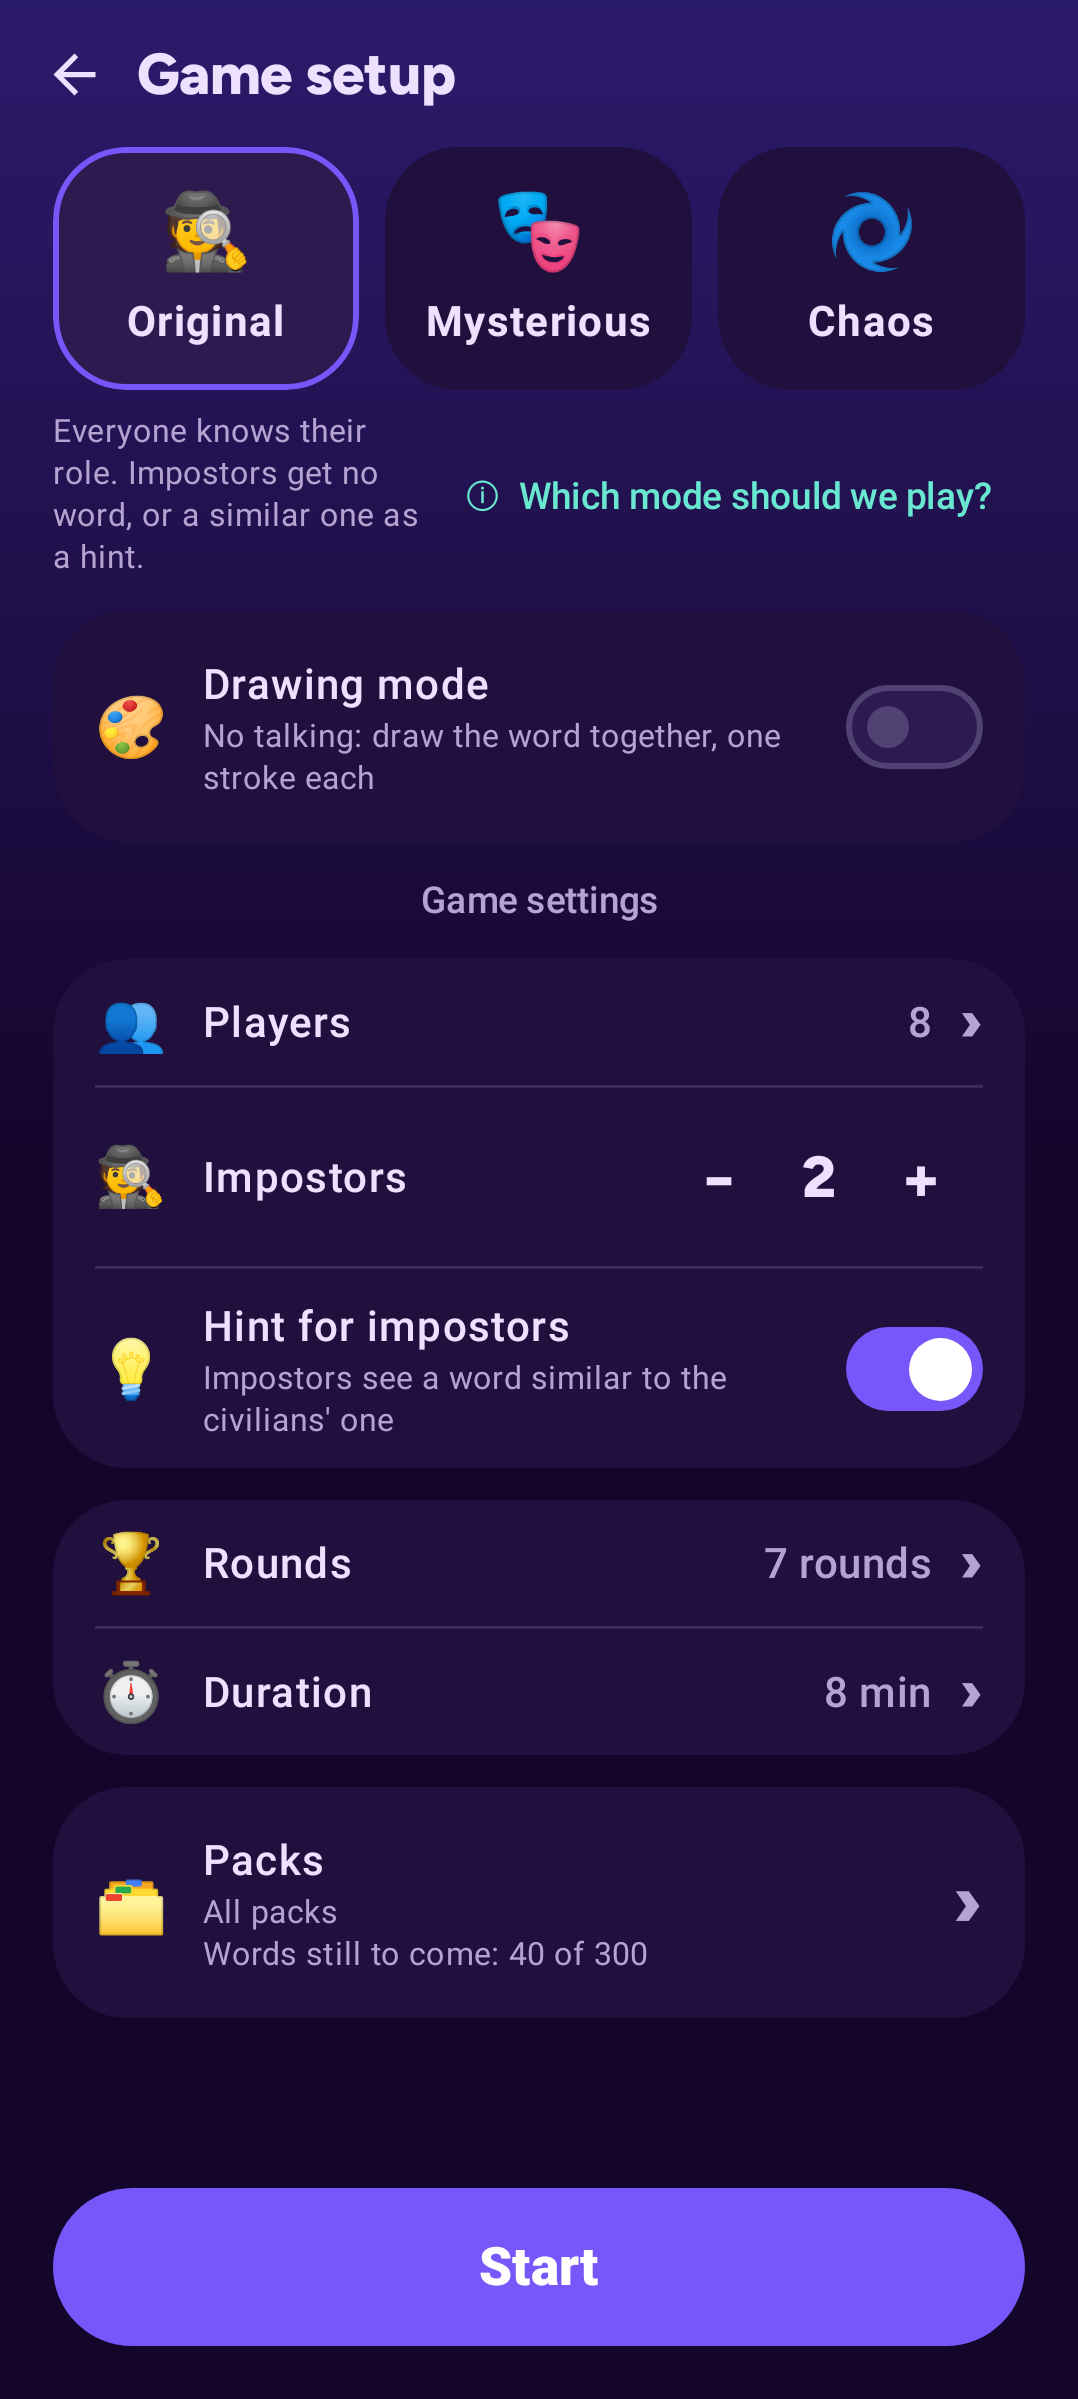 Game setup
Original
Mysterious
Chaos
Everyone knows their
role. Impostors get no
word, or a similar one as
a hint.
Which mode should we play?
Drawing mode
No talking: draw the word together, one
stroke each
Game settings
Players
8
Impostors
- 2 +
Hint for impostors
Impostors see a word similar to the
civilians' one
Rounds
7 rounds
Duration
8 min
Packs
All packs
Words still to come: 40 of 300
Start